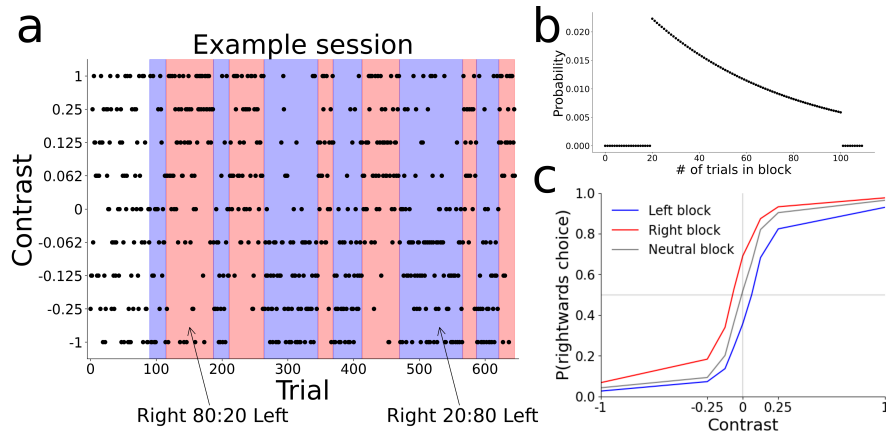 a
Example session
Contrast
1
0.25
0.125
0.062
0
-0.062
-0.125
-0.25
-1
0 100 200 300 400 500 600
Trial
Right 80:20 Left
Right 20:80 Left
b
Probability
0.020
0.015
0.010
0.005
0.000
0 20 40 60 80 100
# of trials in block
c
P(rightwards choice)
1.0
0.8
0.6
0.4
0.2
0.0
Left block
Right block
Neutral block
-1 -0.25 0 0.25 1
Contrast